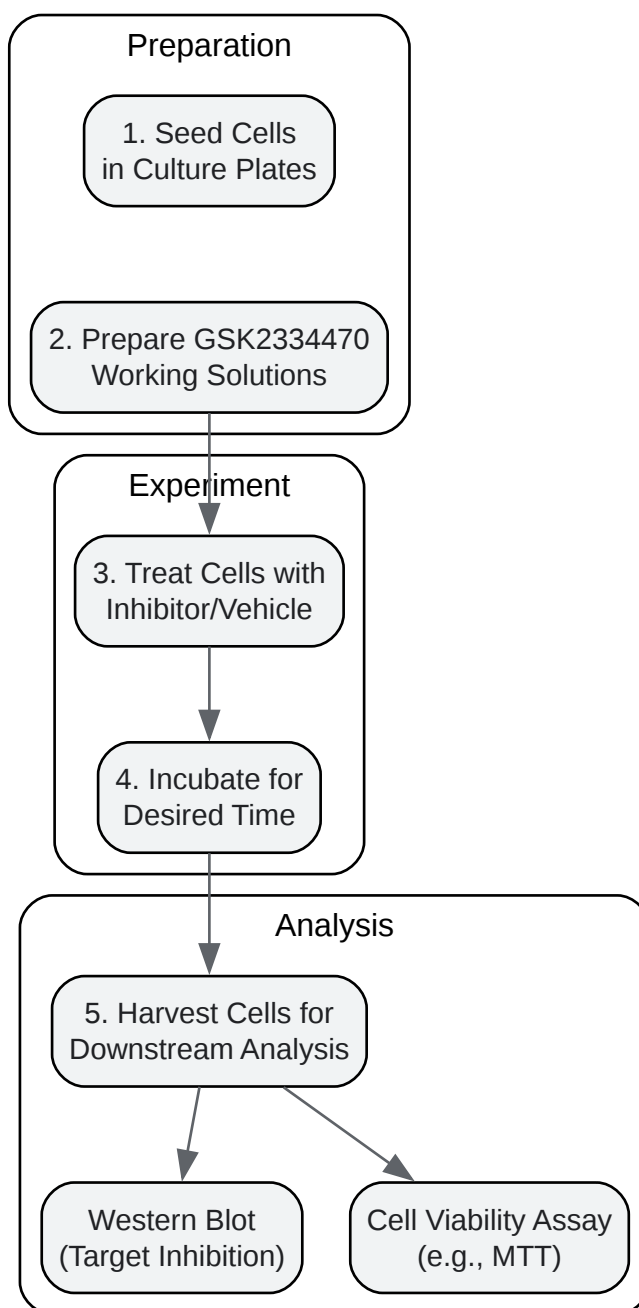 Preparation
1. Seed Cells
in Culture Plates
2. Prepare GSK2334470
Working Solutions
Experiment
3. Treat Cells with
Inhibitor/Vehicle
4. Incubate for
Desired Time
Analysis
5. Harvest Cells for
Downstream Analysis
Western Blot
(Target Inhibition)
Cell Viability Assay
(e.g., MTT)